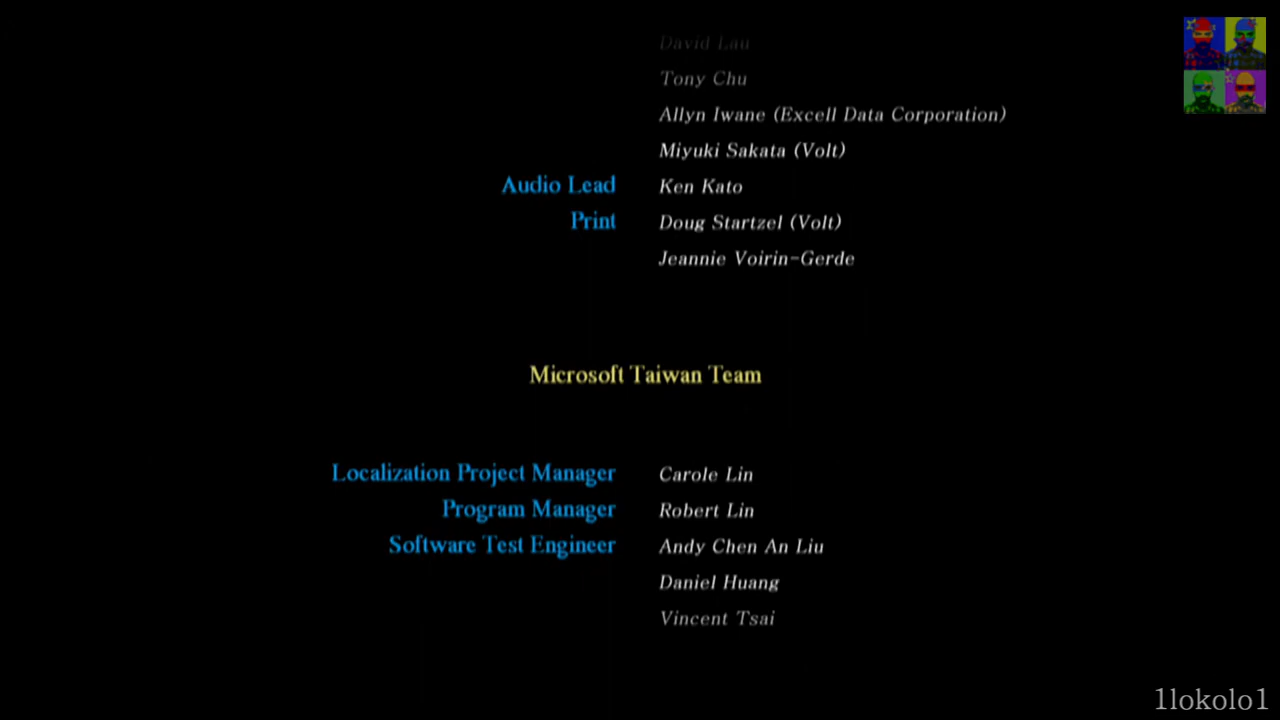 David Lau
Tony Chu
Allyn Iwane (Excell Data Corporation)
Miyuki Sakata (Volt)
Audio Lead Ken Kato
Print Doug Startzel (Volt)
Jeannie Voirin-Gerde
Microsoft Taiwan Team
Localization Project Manager Carole Lin
Program Manager Robert Lin
Software Test Engineer Andy Chen An Liu
Daniel Huang
Vincent Tsai
1lokolo1